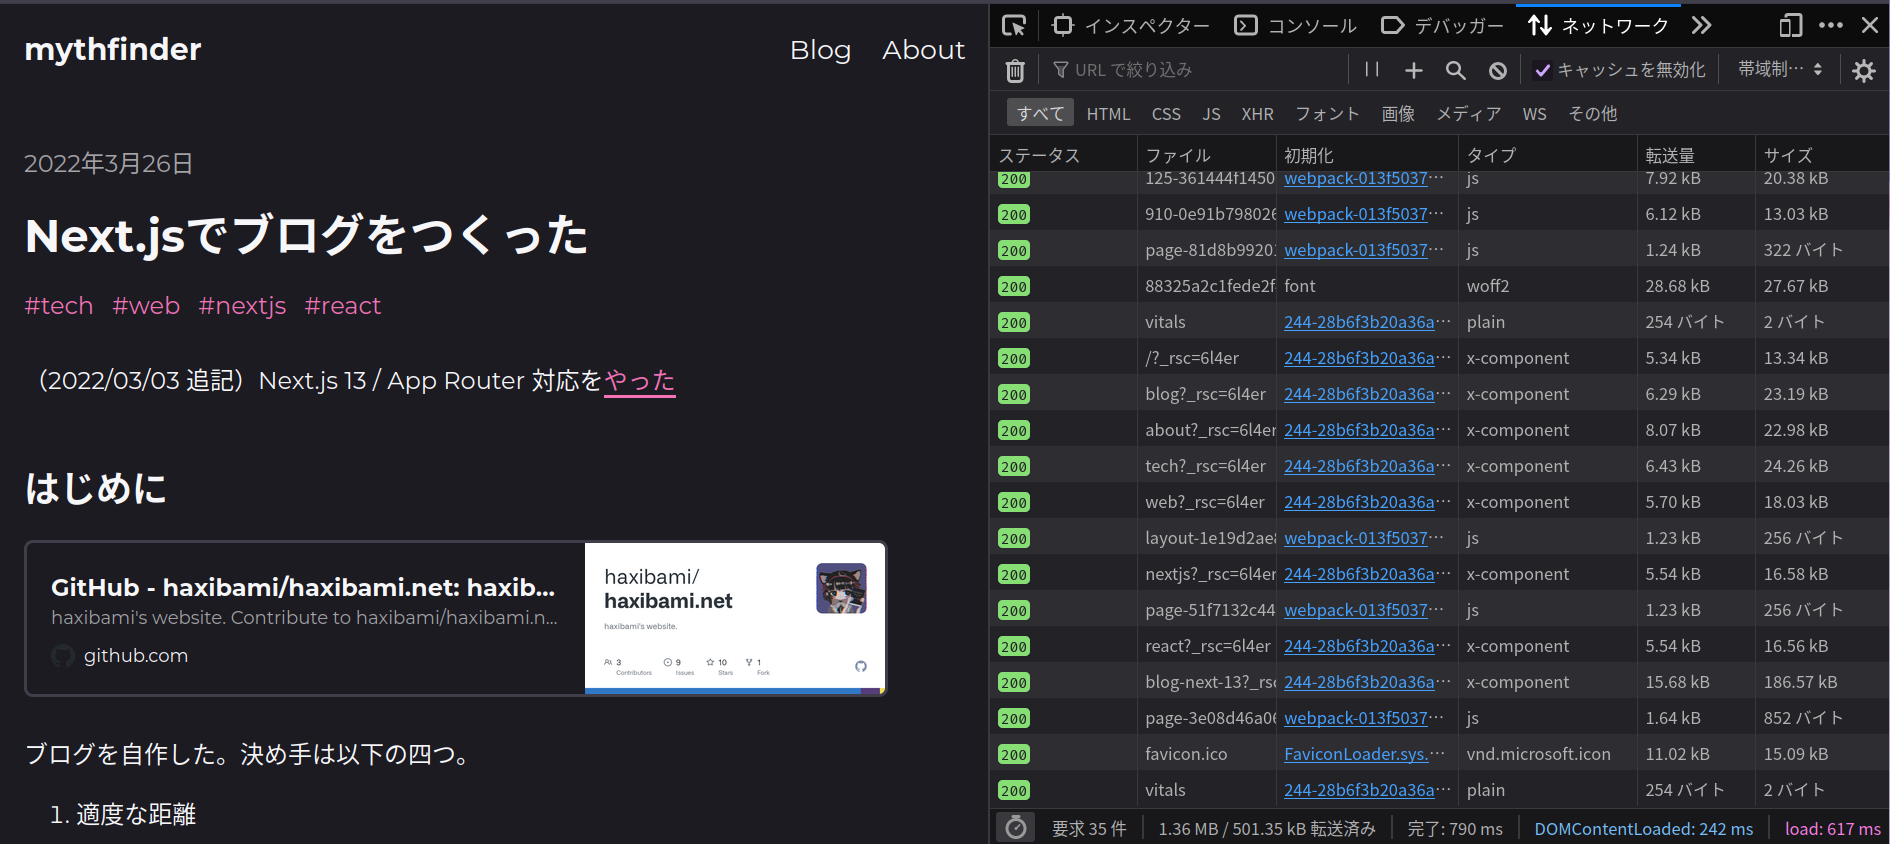 mythfinder
Blog About
2022年3月26日
Next.jsでブログをつくった
#tech #web #nextjs #react
（2022/03/03 追記）Next.js 13 / App Router 対応をやった
はじめに
GitHub - haxibami/haxibami.net: haxib...
haxibami's website. Contribute to haxibami/haxibami.n...
github.com
haxibami/
haxibami.net
haxibami's website.
3 Contributors
9 Issues
10 Stars
1 Fork
ブログを自作した。決め手は以下の四つ。
1. 適度な距離
インスペクター コンソール デバッガー ネットワーク
URL で絞り込み キャッシュを無効化 帯域制…
すべて HTML CSS JS XHR フォント 画像 メディア WS その他
ステータス ファイル 初期化 タイプ 転送量 サイズ
200 125-361444f1450 webpack-013f5037… js 7.92 kB 20.38 kB
200 910-0e91b798026 webpack-013f5037… js 6.12 kB 13.03 kB
200 page-81d8b9920 webpack-013f5037… js 1.24 kB 322 バイト
200 88325a2c1fede2f font woff2 28.68 kB 27.67 kB
200 vitals 244-28b6f3b20a36a… plain 254 バイト 2 バイト
200 /?_rsc=6l4er 244-28b6f3b20a36a… x-component 5.34 kB 13.34 kB
200 blog?_rsc=6l4er 244-28b6f3b20a36a… x-component 6.29 kB 23.19 kB
200 about?_rsc=6l4er 244-28b6f3b20a36a… x-component 8.07 kB 22.98 kB
200 tech?_rsc=6l4er 244-28b6f3b20a36a… x-component 6.43 kB 24.26 kB
200 web?_rsc=6l4er 244-28b6f3b20a36a… x-component 5.70 kB 18.03 kB
200 layout-1e19d2ae webpack-013f5037… js 1.23 kB 256 バイト
200 nextjs?_rsc=6l4er 244-28b6f3b20a36a… x-component 5.54 kB 16.58 kB
200 page-51f7132c44 webpack-013f5037… js 1.23 kB 256 バイト
200 react?_rsc=6l4er 244-28b6f3b20a36a… x-component 5.54 kB 16.56 kB
200 blog-next-13?_rsc 244-28b6f3b20a36a… x-component 15.68 kB 186.57 kB
200 page-3e08d46a06 webpack-013f5037… js 1.64 kB 852 バイト
200 favicon.ico FaviconLoader.sys.… vnd.microsoft.icon 11.02 kB 15.09 kB
200 vitals 244-28b6f3b20a36a… plain 254 バイト 2 バイト
要求 35 件 1.36 MB / 501.35 kB 転送済み 完了: 790 ms DOMContentLoaded: 242 ms load: 617 ms